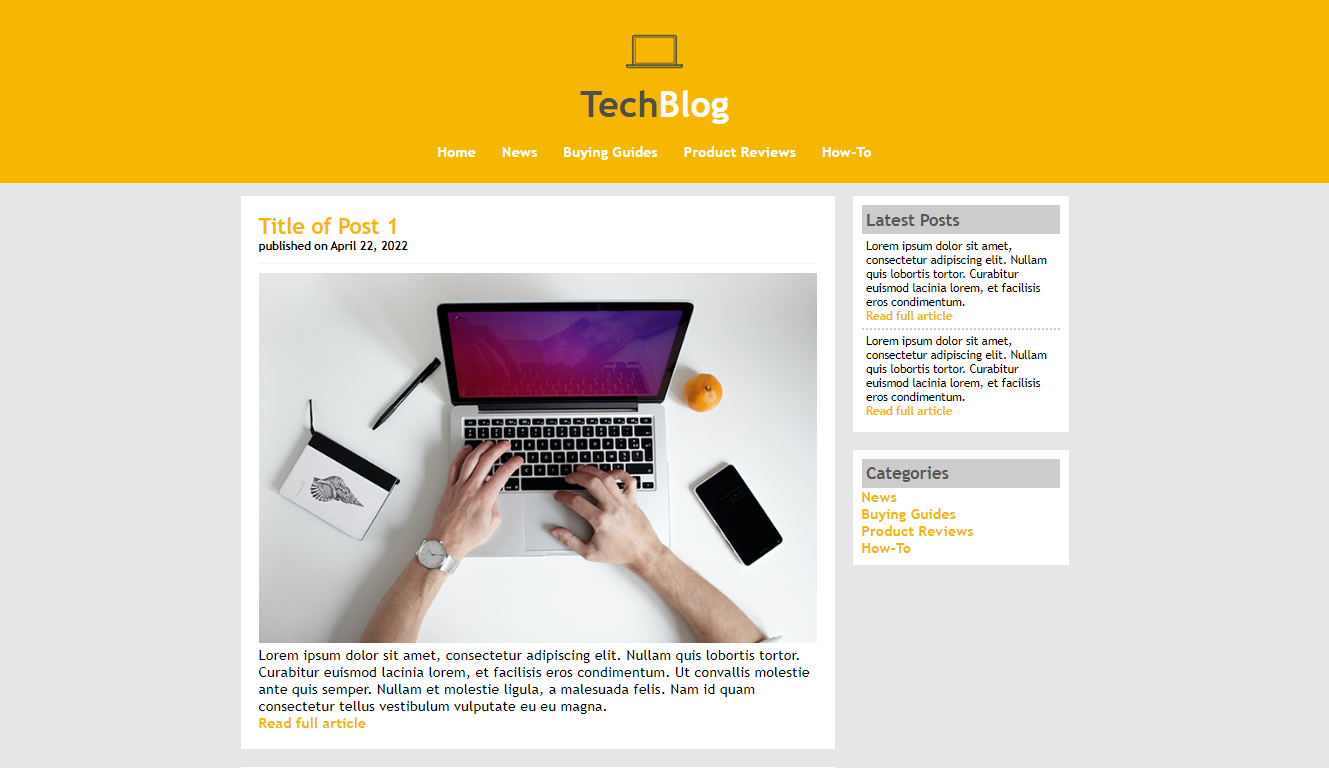 TechBlog
Home News Buying Guides Product Reviews How-To
Title of Post 1
published on April 22, 2022
Lorem ipsum dolor sit amet, consectetur adipiscing elit. Nullam quis lobortis tortor.
Curabitur euismod lacinia lorem, et facilisis eros condimentum. Ut convallis molestie
ante quis semper. Nullam et molestie ligula, a malesuada felis. Nam id quam
consectetur tellus vestibulum vulputate eu eu magna.
Read full article
Latest Posts
Lorem ipsum dolor sit amet,
consectetur adipiscing elit. Nullam
quis lobortis tortor. Curabitur
euismod lacinia lorem, et facilisis
eros condimentum.
Read full article
Lorem ipsum dolor sit amet,
consectetur adipiscing elit. Nullam
quis lobortis tortor. Curabitur
euismod lacinia lorem, et facilisis
eros condimentum.
Read full article
Categories
News
Buying Guides
Product Reviews
How-To